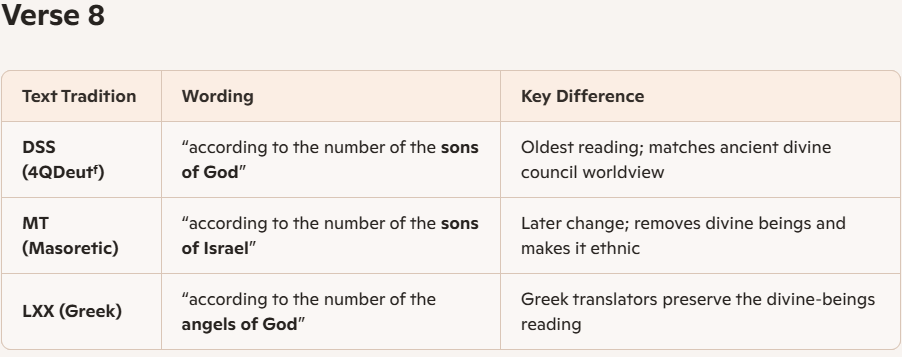 Verse 8
Text Tradition Wording Key Difference
DSS “according to the number of the sons Oldest reading; matches ancient divine
(4QDeutᶠ) of God” council worldview
MT “according to the number of the sons Later change; removes divine beings and
(Masoretic) of Israel” makes it ethnic
LXX (Greek) “according to the number of the Greek translators preserve the divine-beings
angels of God” reading